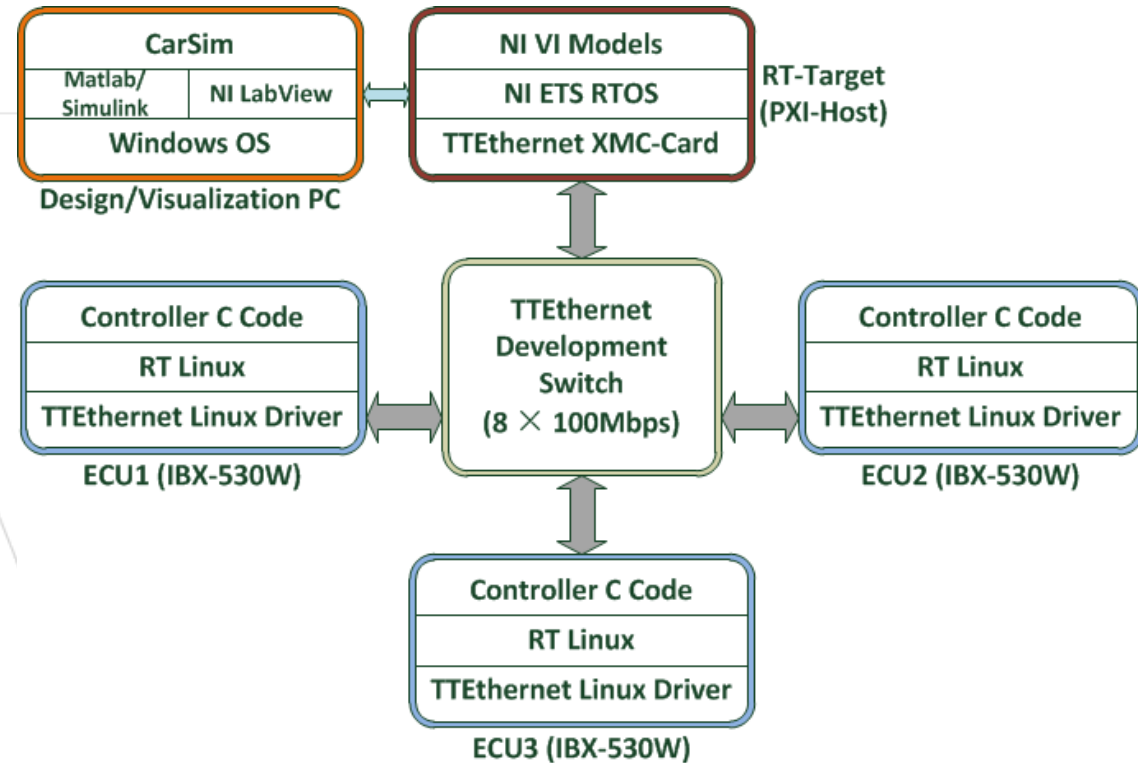 CarSim
Matlab/
Simulink
NI LabView
Windows OS
Design/Visualization PC
NI VI Models
NI ETS RTOS
TTEthernet XMC-Card
RT-Target
(PXI-Host)
Controller C Code
RT Linux
TTEthernet Linux Driver
ECU1 (IBX-530W)
TTEthernet
Development
Switch
(8 × 100Mbps)
Controller C Code
RT Linux
TTEthernet Linux Driver
ECU2 (IBX-530W)
Controller C Code
RT Linux
TTEthernet Linux Driver
ECU3 (IBX-530W)